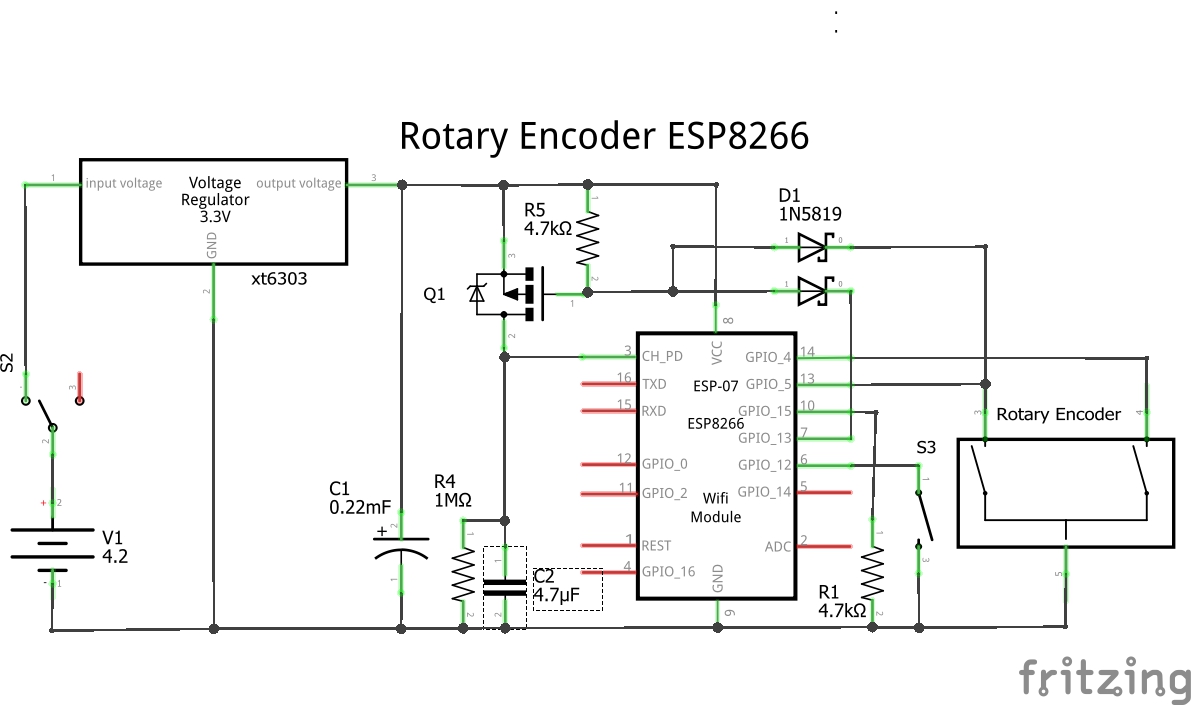 Rotary Encoder ESP8266
1
input voltage
Voltage
Regulator
3.3V
output voltage
3
GND
2
xt6303
D1
1N5819
R5
4.7kΩ
1
2
Q1
3
1
2
1
0
1
0
8
S2
1
3
2
3
CH_PD
VCC
GPIO_4
14
16
TXD
ESP-07
GPIO_5
13
15
RXD
GPIO_15
10
ESP8266
GPIO_13
7
12
GPIO_0
GPIO_12
6
11
GPIO_2
GPIO_14
5
Wifi
Module
1
REST
ADC
2
4
GPIO_16
GND
9
3
Rotary Encoder
4
5
S3
1
3
+
2
V1
4.2
-
1
C1
0.22mF
+
2
1
R4
1MΩ
1
2
C2
4.7µF
1
2
R1
4.7kΩ
1
2
fritzing